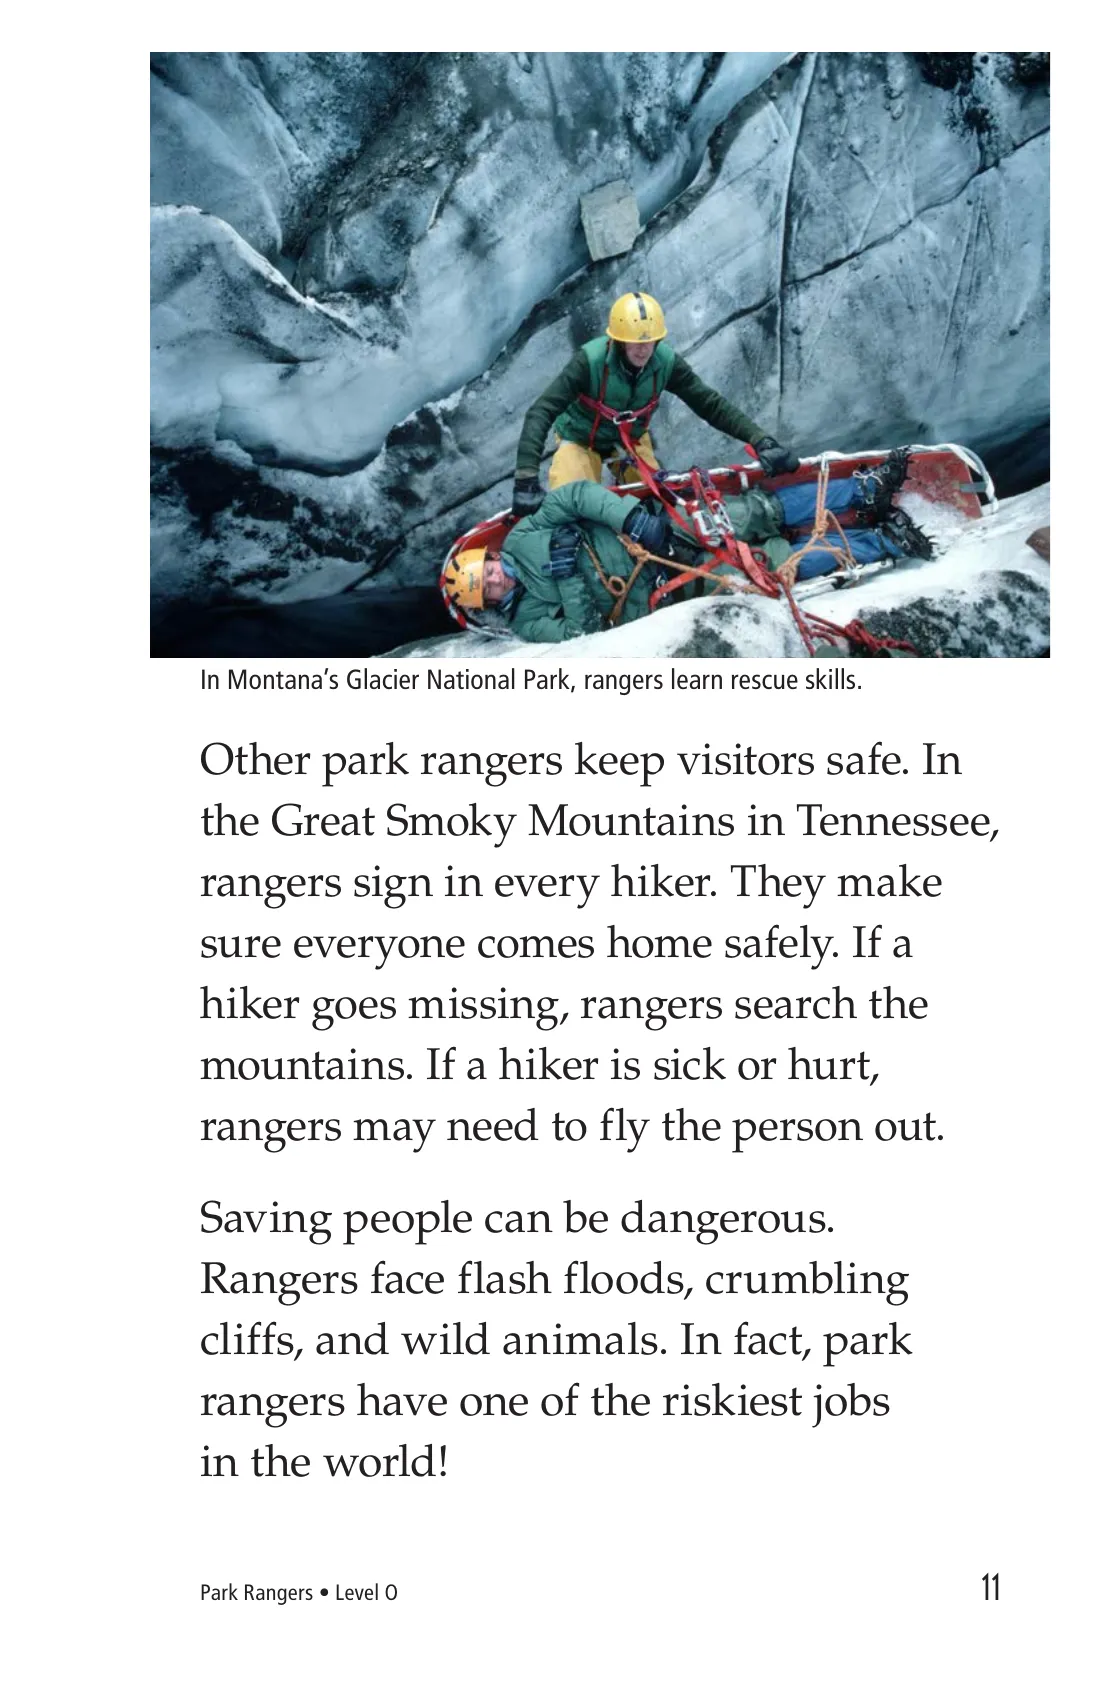 In Montana’s Glacier National Park, rangers learn rescue skills.
Other park rangers keep visitors safe. In
the Great Smoky Mountains in Tennessee,
rangers sign in every hiker. They make
sure everyone comes home safely. If a
hiker goes missing, rangers search the
mountains. If a hiker is sick or hurt,
rangers may need to fly the person out.
Saving people can be dangerous.
Rangers face flash floods, crumbling
cliffs, and wild animals. In fact, park
rangers have one of the riskiest jobs
in the world!
Park Rangers • Level O 11